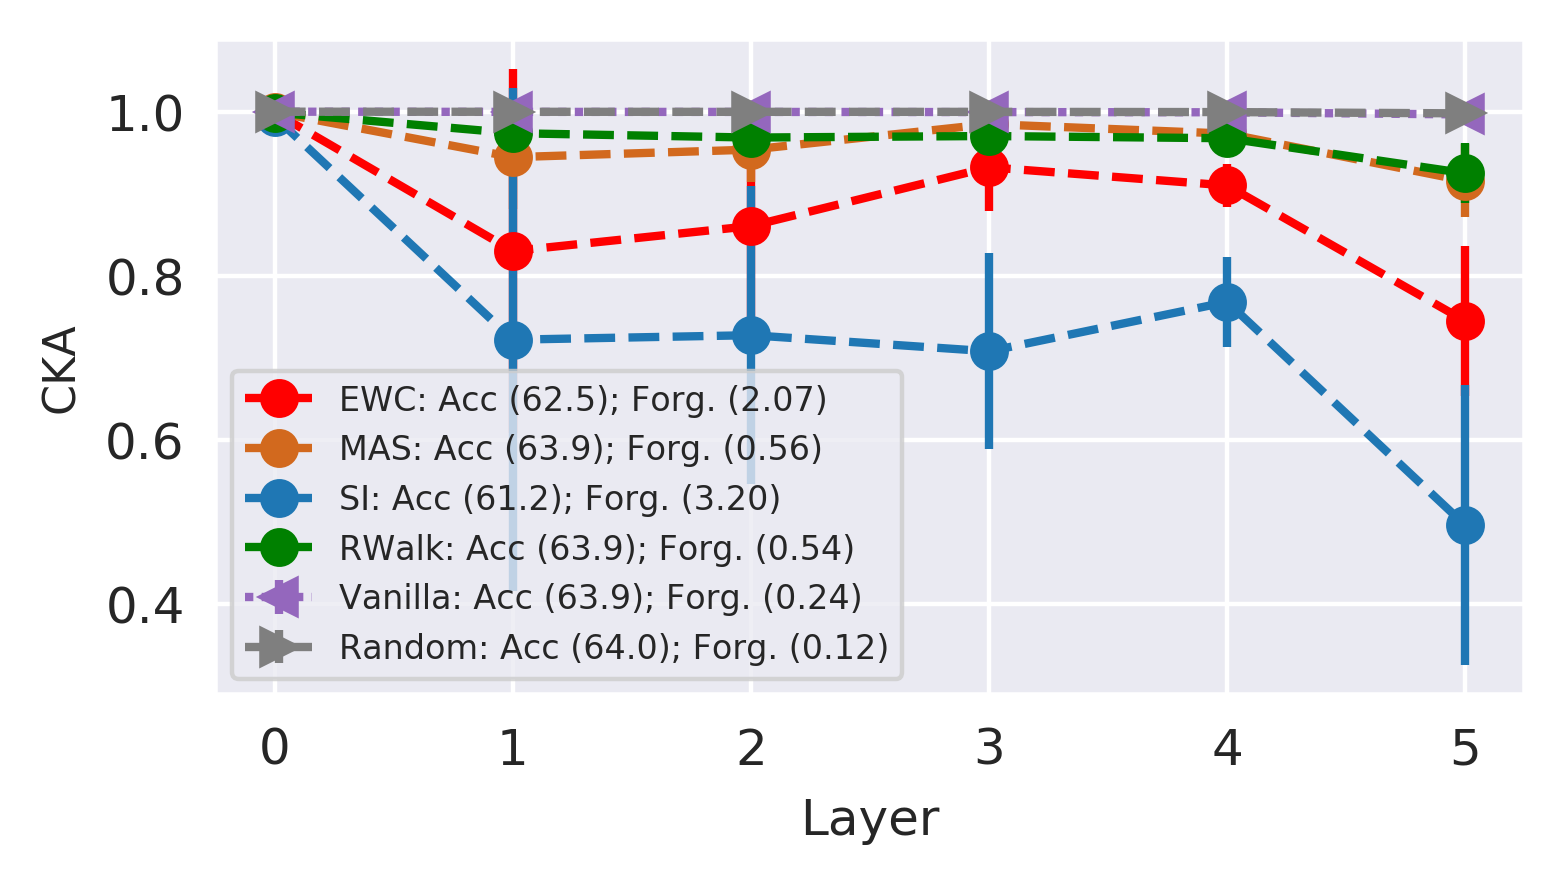 1.0
0.8
0.6
0.4
CKA
EWC: Acc (62.5); Forg. (2.07)
MAS: Acc (63.9); Forg. (0.56)
SI: Acc (61.2); Forg. (3.20)
RWalk: Acc (63.9); Forg. (0.54)
Vanilla: Acc (63.9); Forg. (0.24)
Random: Acc (64.0); Forg. (0.12)
0 1 2 3 4 5
Layer